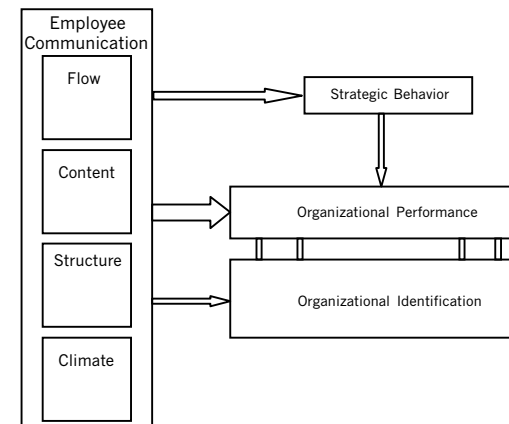 Employee
Communication
Flow
Strategic Behavior
Content
Organizational Performance
Structure
Organizational Identification
Climate